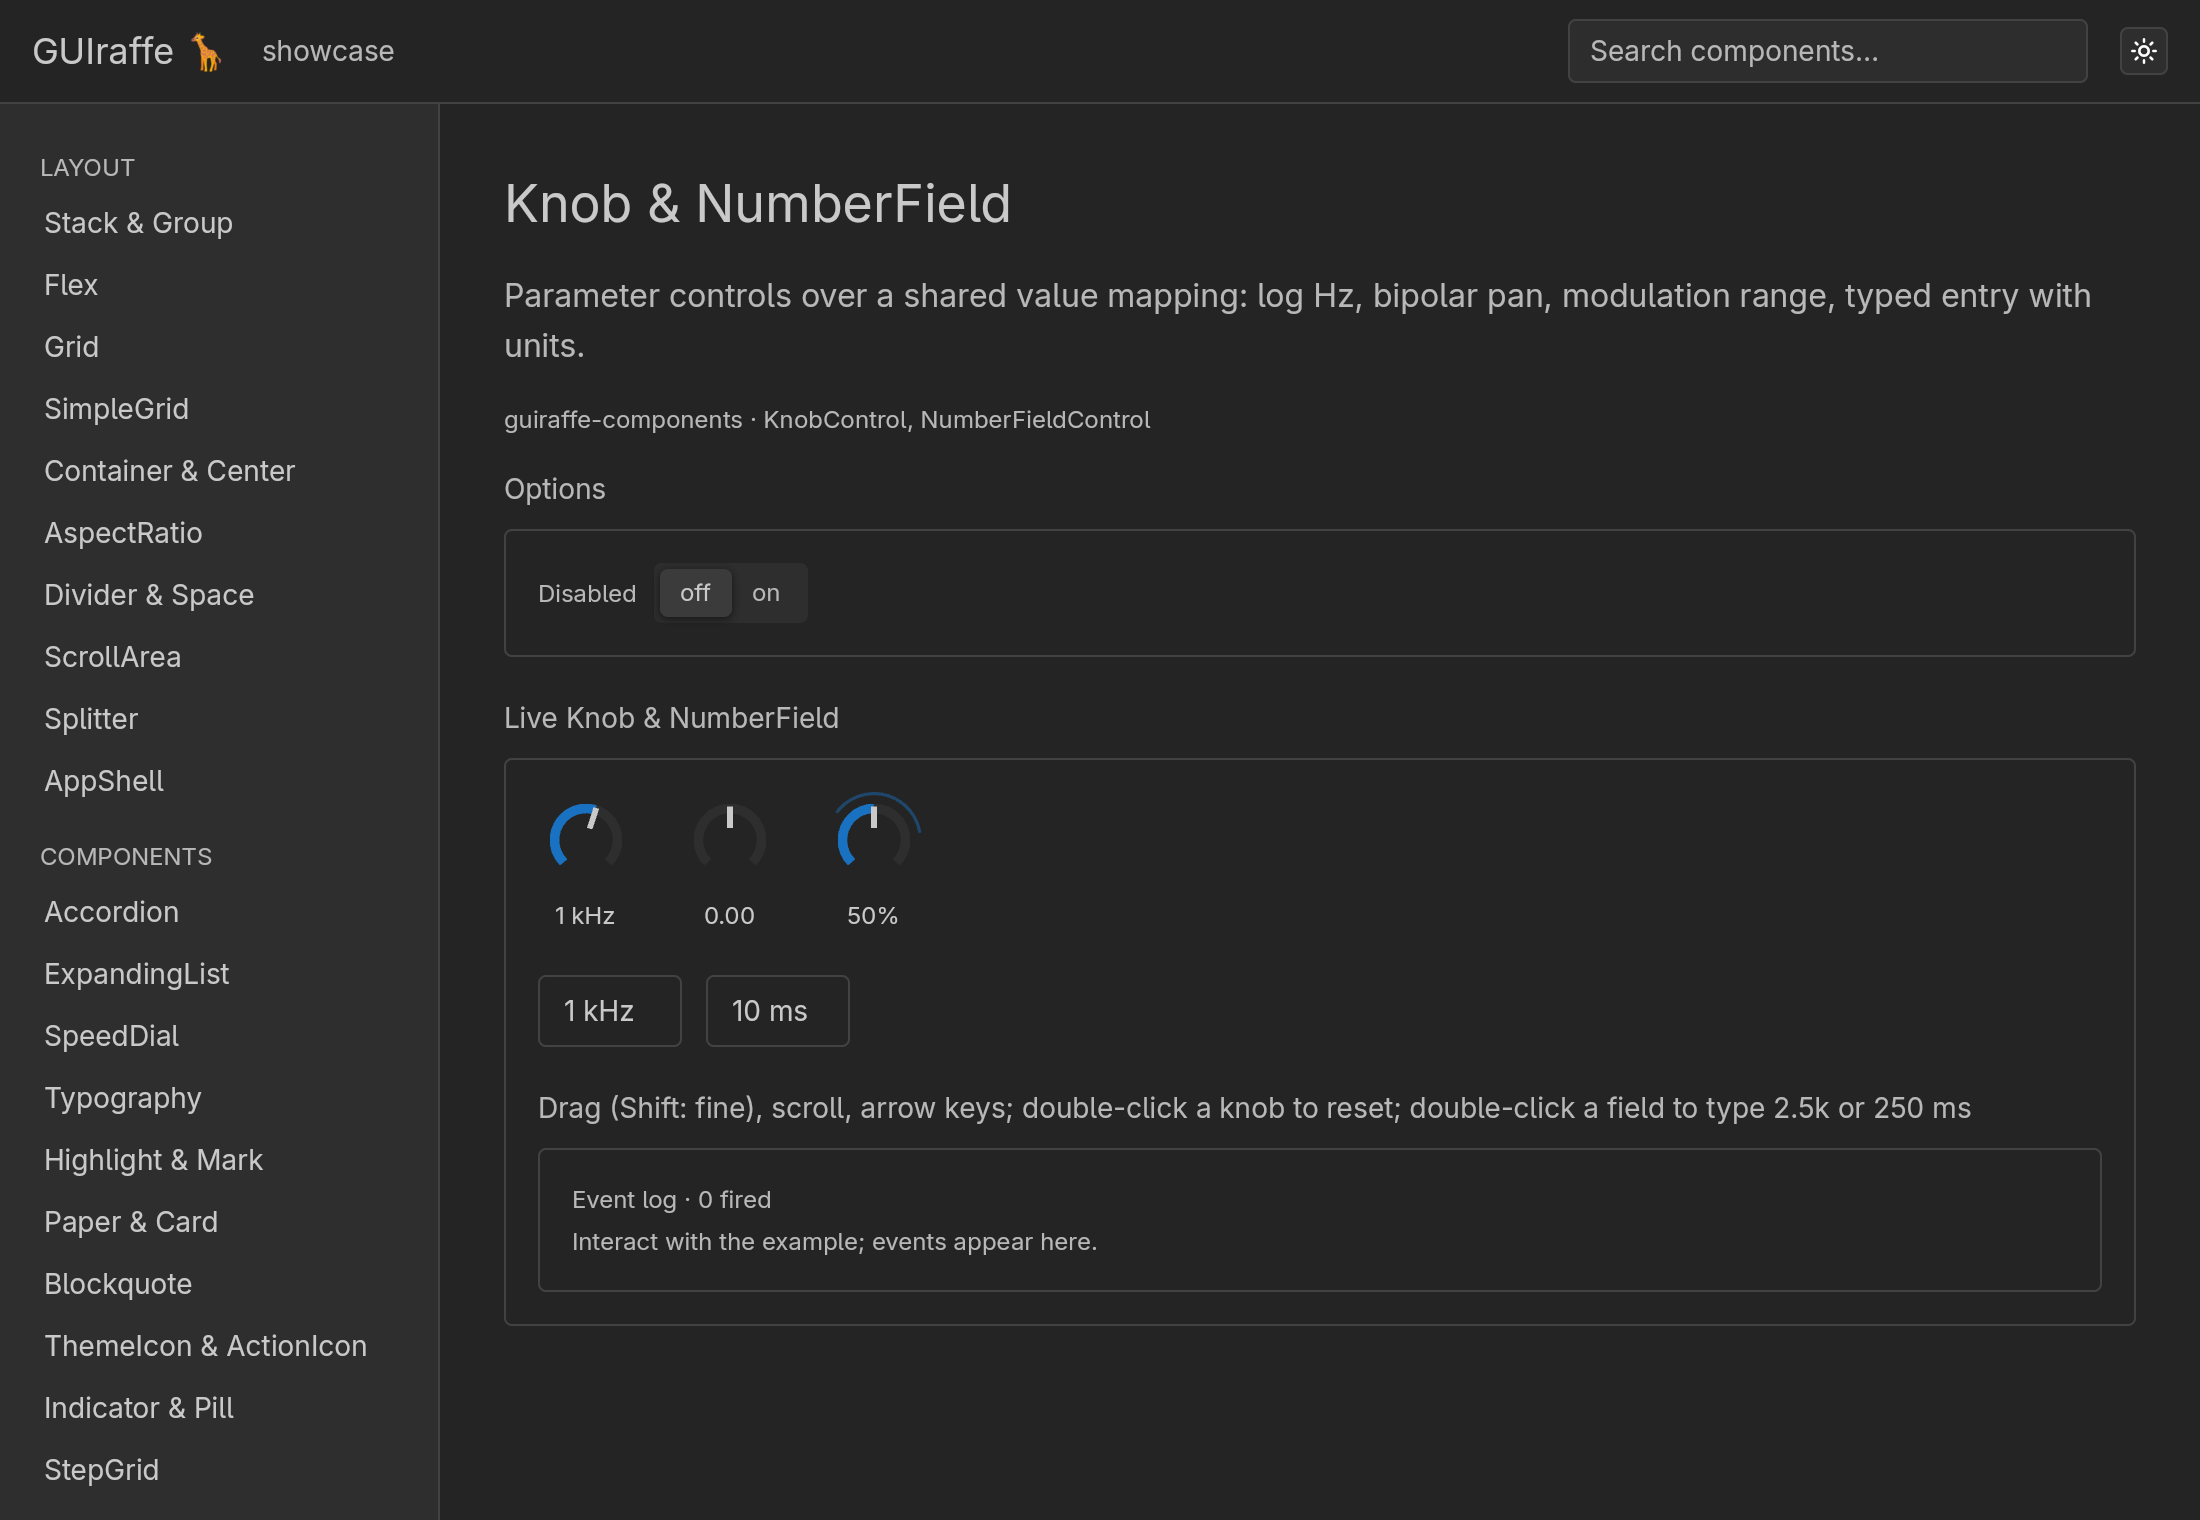 GUIraffe 🦒 showcase
Search components...
LAYOUT
Stack & Group
Flex
Grid
SimpleGrid
Container & Center
AspectRatio
Divider & Space
ScrollArea
Splitter
AppShell
COMPONENTS
Accordion
ExpandingList
SpeedDial
Typography
Highlight & Mark
Paper & Card
Blockquote
ThemeIcon & ActionIcon
Indicator & Pill
StepGrid
Knob & NumberField
Parameter controls over a shared value mapping: log Hz, bipolar pan, modulation range, typed entry with
units.
guiraffe-components · KnobControl, NumberFieldControl
Options
Disabled off on
Live Knob & NumberField
1 kHz 0.00 50%
1 kHz 10 ms
Drag (Shift: fine), scroll, arrow keys; double-click a knob to reset; double-click a field to type 2.5k or 250 ms
Event log · 0 fired
Interact with the example; events appear here.